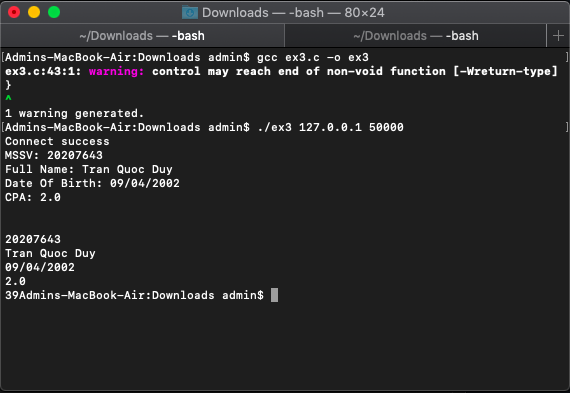 Downloads — -bash — 80×24
~/Downloads — -bash
~/Downloads — -bash
+
[Admins-MacBook-Air:Downloads admin$ gcc ex3.c -o ex3 ]
ex3.c:43:1: warning: control may reach end of non-void function [-Wreturn-type]
}
^
1 warning generated.
[Admins-MacBook-Air:Downloads admin$ ./ex3 127.0.0.1 50000 ]
Connect success
MSSV: 20207643
Full Name: Tran Quoc Duy
Date Of Birth: 09/04/2002
CPA: 2.0
20207643
Tran Quoc Duy
09/04/2002
2.0
39Admins-MacBook-Air:Downloads admin$